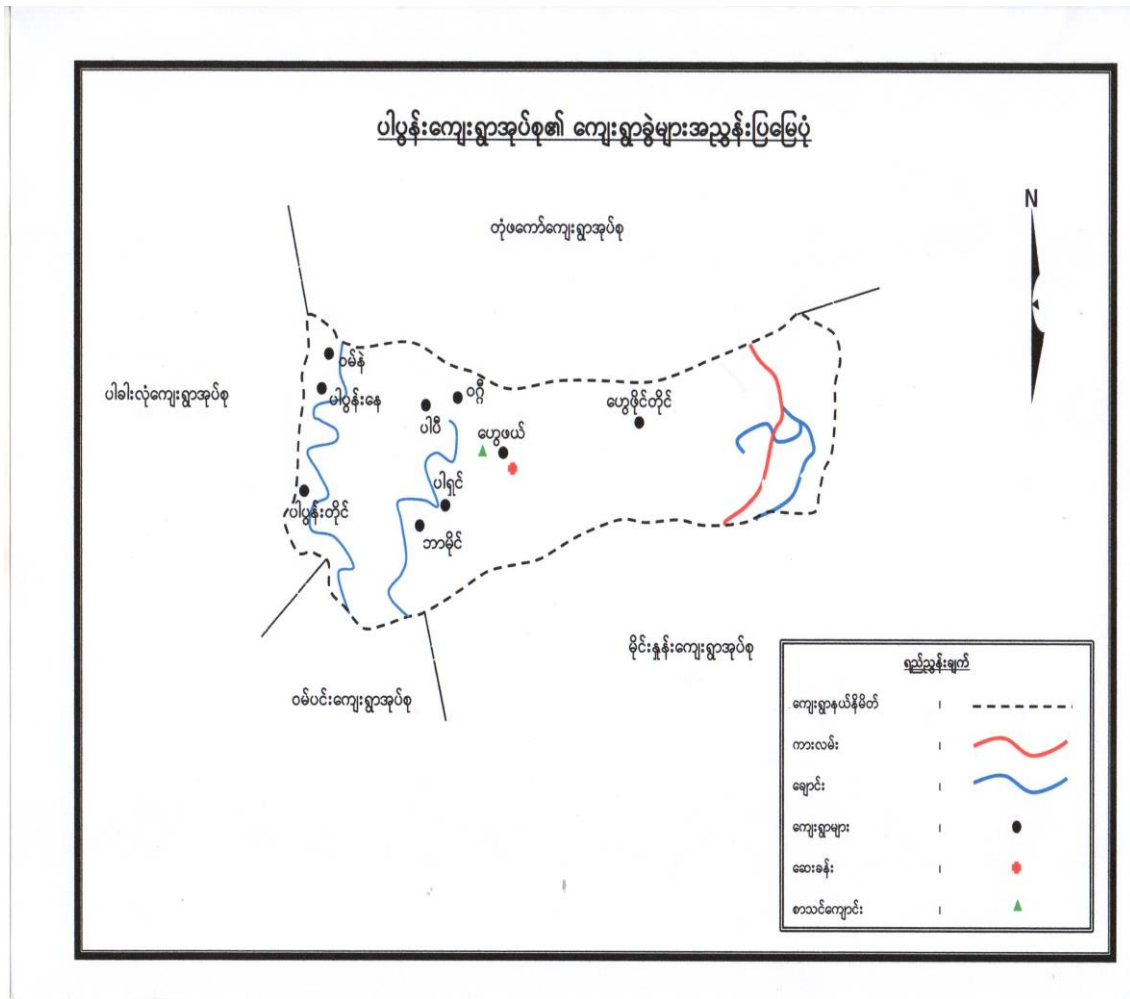 ပါပွန်းကျေးရွာအုပ်စု၏ ကျေးရွာခွဲများအညွှန်းပြမြေပုံ
N
တုံဖကော်ကျေးရွာအုပ်စု
ဝမ်နဲ
ပါခါးလုံကျေးရွာအုပ်စု
ပါပွန်းနေ
ဝဂ္ဂီ
ပါပီ
ဟွေဖိုင်တိုင်
ဟွေဖယ်
ပါရှင်
ပါပွန်းတိုင်
ဘာမိုင်
မိုင်းနှုန်းကျေးရွာအုပ်စု
ဝမ်ပင်းကျေးရွာအုပ်စု
ရည်ညွှန်းချက်
ကျေးရွာနယ်နိမိတ် ၊
ကားလမ်း ၊
ချောင်း ၊
ကျေးရွာများ ၊
ဆေးခန်း ၊
စာသင်ကျောင်း ၊